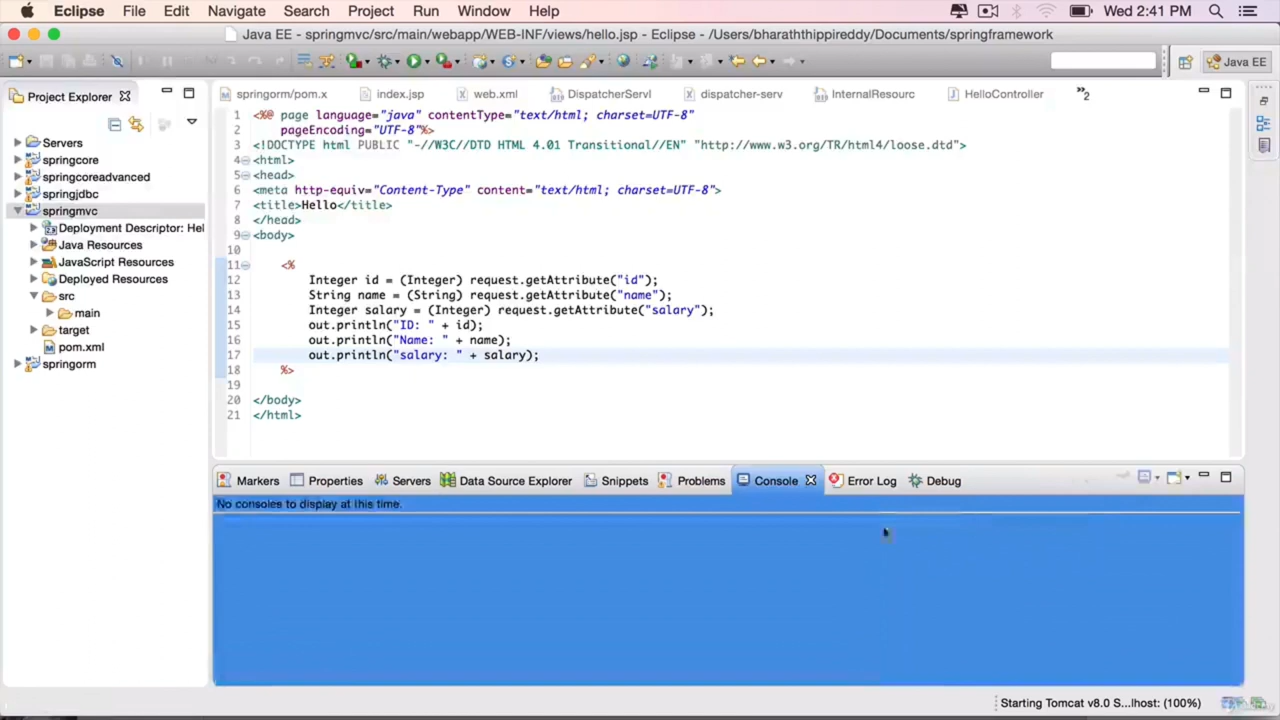 Eclipse File Edit Navigate Search Project Run Window Help Wed 2:41 PM
Java EE - springmvc/src/main/webapp/WEB-INF/views/hello.jsp - Eclipse - /Users/bharaththippireddy/Documents/springframework
Java EE
Project Explorer
springorm/pom.x index.jsp web.xml DispatcherServl dispatcher-serv InternalResourc HelloController »2
Servers
springcore
springcoreadvanced
springjdbc
springmvc
Deployment Descriptor: Hel
Java Resources
JavaScript Resources
Deployed Resources
src
main
target
pom.xml
springorm
1 <%@ page language="java" contentType="text/html; charset=UTF-8"
2 pageEncoding="UTF-8"%>
3 <!DOCTYPE html PUBLIC "-//W3C//DTD HTML 4.01 Transitional//EN" "http://www.w3.org/TR/html4/loose.dtd">
4 <html>
5 <head>
6 <meta http-equiv="Content-Type" content="text/html; charset=UTF-8">
7 <title>Hello</title>
8 </head>
9 <body>
10
11 <%
12 Integer id = (Integer) request.getAttribute("id");
13 String name = (String) request.getAttribute("name");
14 Integer salary = (Integer) request.getAttribute("salary");
15 out.println("ID: " + id);
16 out.println("Name: " + name);
17 out.println("salary: " + salary);
18 %>
19
20 </body>
21 </html>
Markers Properties Servers Data Source Explorer Snippets Problems Console Error Log Debug
No consoles to display at this time.
Starting Tomcat v8.0 S...lhost: (100%)